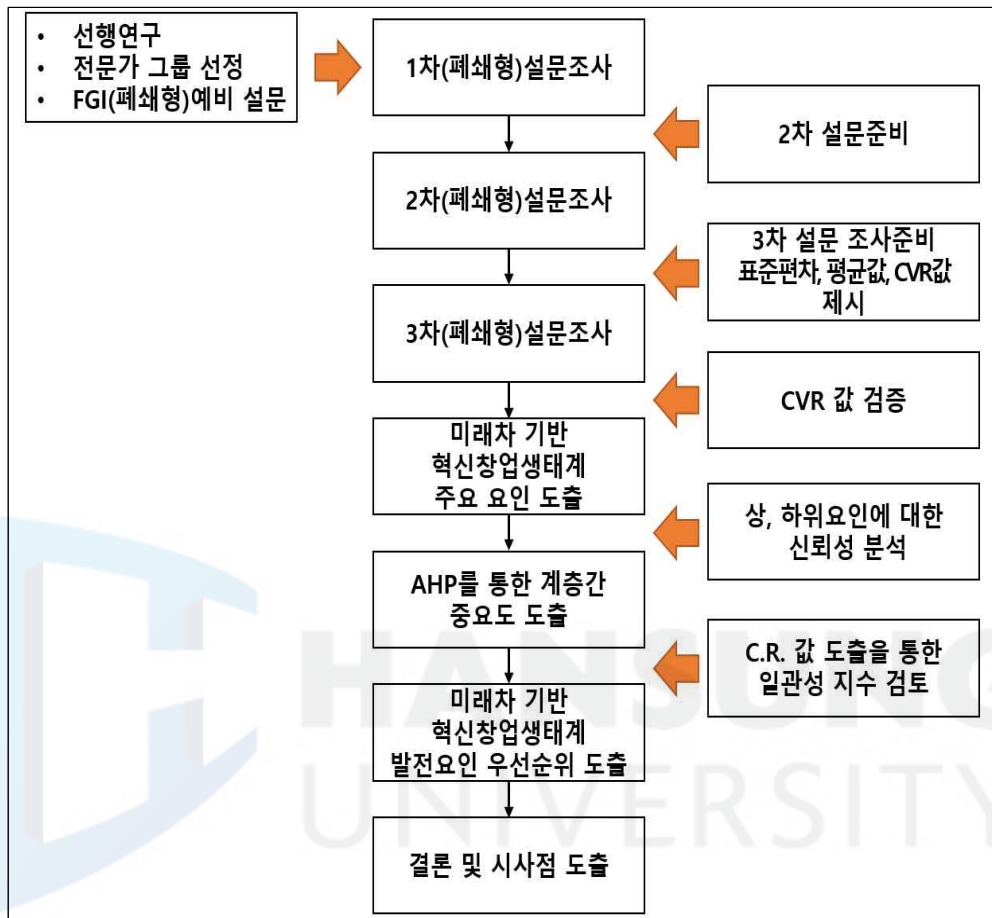 • 선행연구
• 전문가 그룹 선정
• FGI(폐쇄형)예비 설문
1차(폐쇄형)설문조사
2차 설문준비
2차(폐쇄형)설문조사
3차 설문 조사준비
표준편차, 평균값, CVR값
제시
3차(폐쇄형)설문조사
CVR 값 검증
미래차 기반
혁신창업생태계
주요 요인 도출
상, 하위요인에 대한
신뢰성 분석
AHP를 통한 계층간
중요도 도출
C.R. 값 도출을 통한
일관성 지수 검토
미래차 기반
혁신창업생태계
발전요인 우선순위 도출
결론 및 시사점 도출
HANSUNG
UNIVERSITY